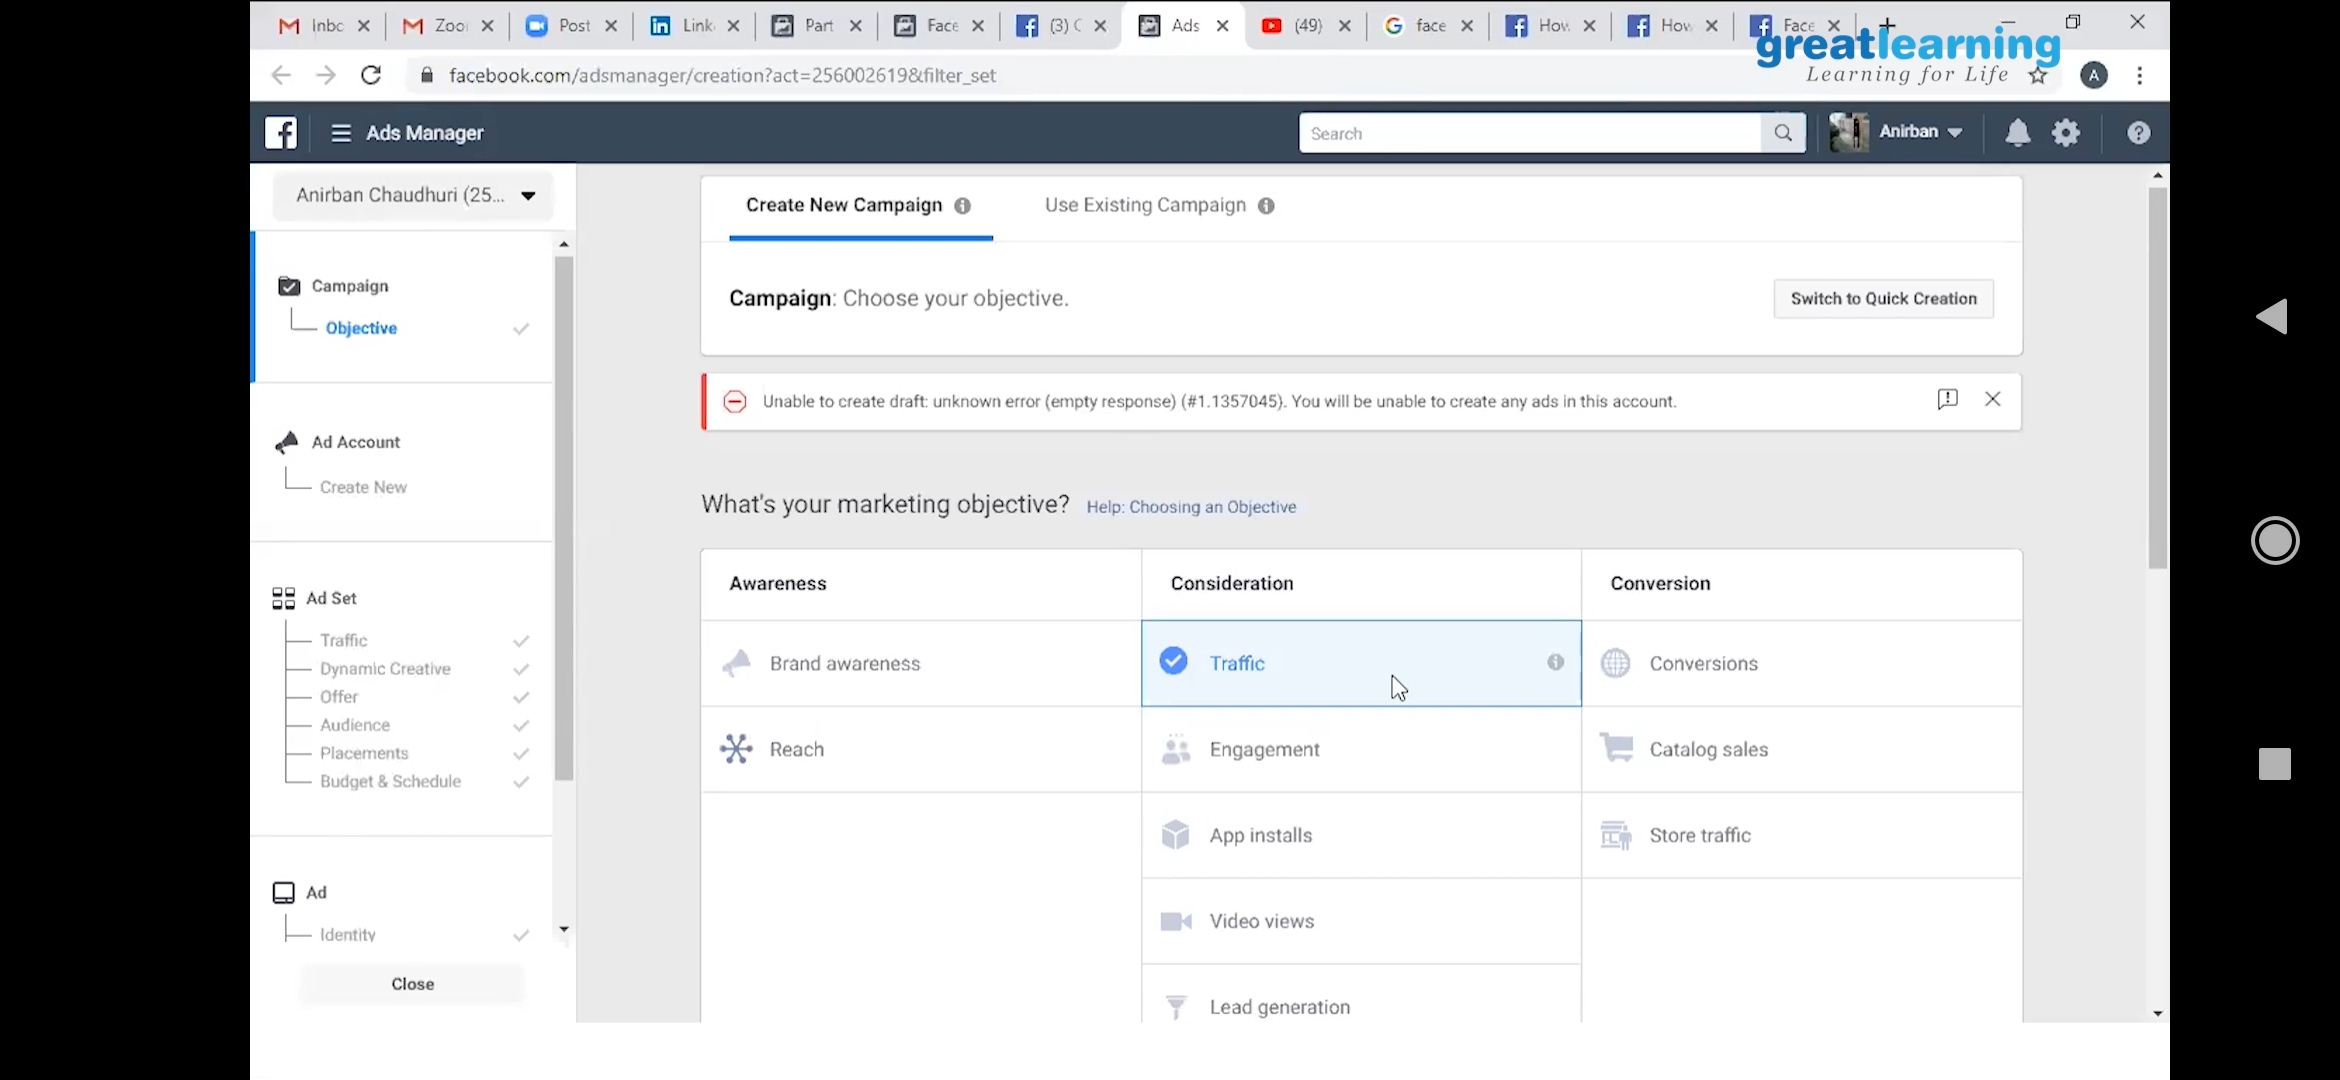 Inbo
Zoo
Post
Link
Part
Face
(3) C
Ads
(49)
face
How
How
Face
greatlearning
Learning for Life
facebook.com/adsmanager/creation?act=256002619&filter_set
A
Ads Manager
Search
Anirban
Anirban Chaudhuri (25...
Campaign
Objective
Ad Account
Create New
Ad Set
Traffic
Dynamic Creative
Offer
Audience
Placements
Budget & Schedule
Ad
Identity
Close
Create New Campaign
Use Existing Campaign
Campaign: Choose your objective.
Switch to Quick Creation
Unable to create draft: unknown error (empty response) (#1.1357045). You will be unable to create any ads in this account.
What's your marketing objective? Help: Choosing an Objective
Awareness
Consideration
Conversion
Brand awareness
Traffic
Conversions
Reach
Engagement
Catalog sales
App installs
Store traffic
Video views
Lead generation